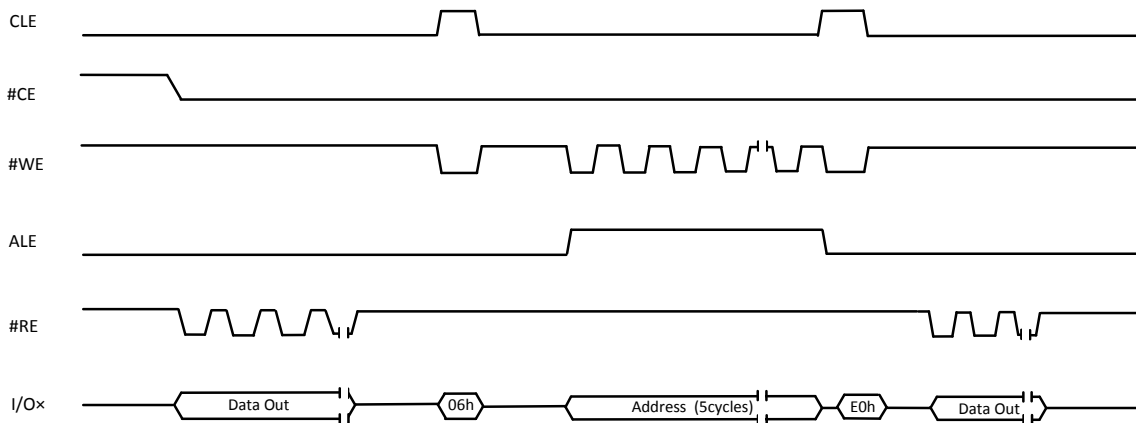 CLE
#CE
#WE
ALE
#RE
I/O×
Data Out
06h
Address (5cycles)
E0h
Data Out